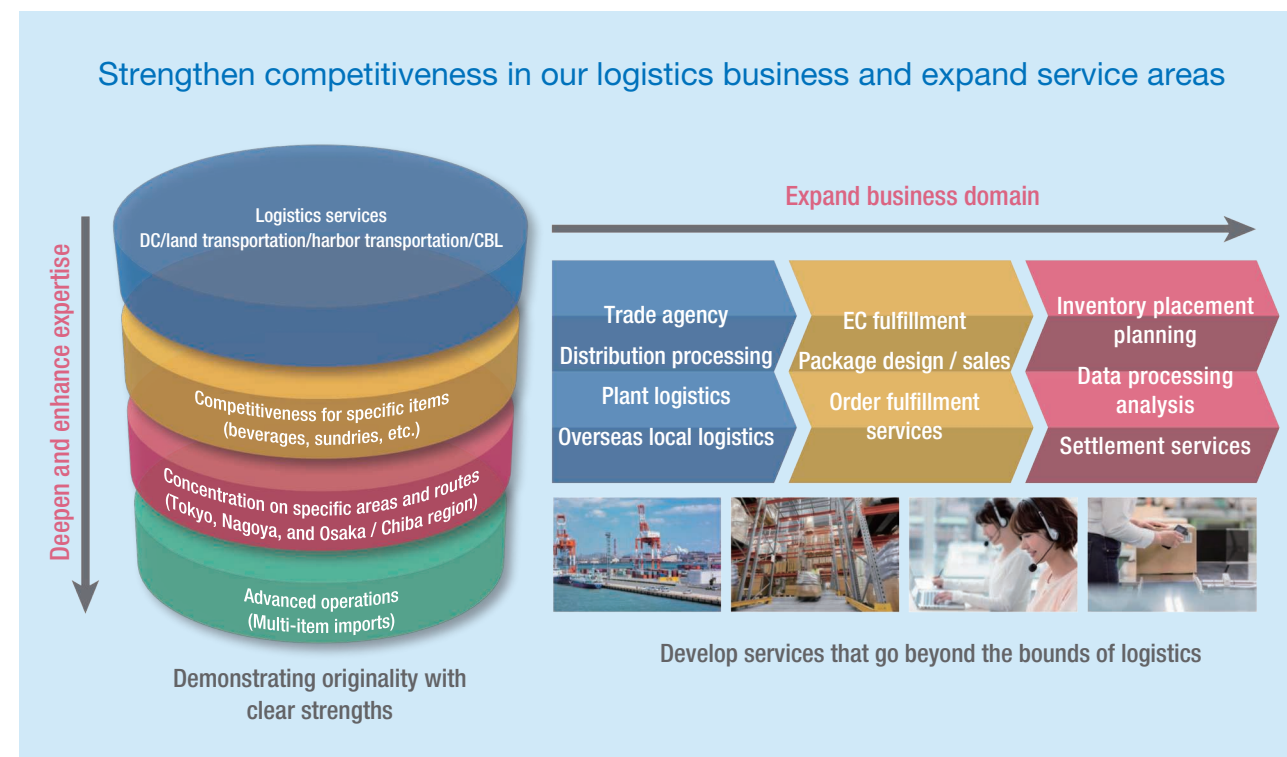 Strengthen competitiveness in our logistics business and expand service areas
Deepen and enhance expertise
Logistics services
DC/land transportation/harbor transportation/CBL
Competitiveness for specific items
(beverages, sundries, etc.)
Concentration on specific areas and routes
(Tokyo, Nagoya, and Osaka / Chiba region)
Advanced operations
(Multi-item imports)
Demonstrating originality with
clear strengths
Expand business domain
Trade agency
Distribution processing
Plant logistics
Overseas local logistics
EC fulfillment
Package design / sales
Order fulfillment
services
Inventory placement
planning
Data processing
analysis
Settlement services
Develop services that go beyond the bounds of logistics